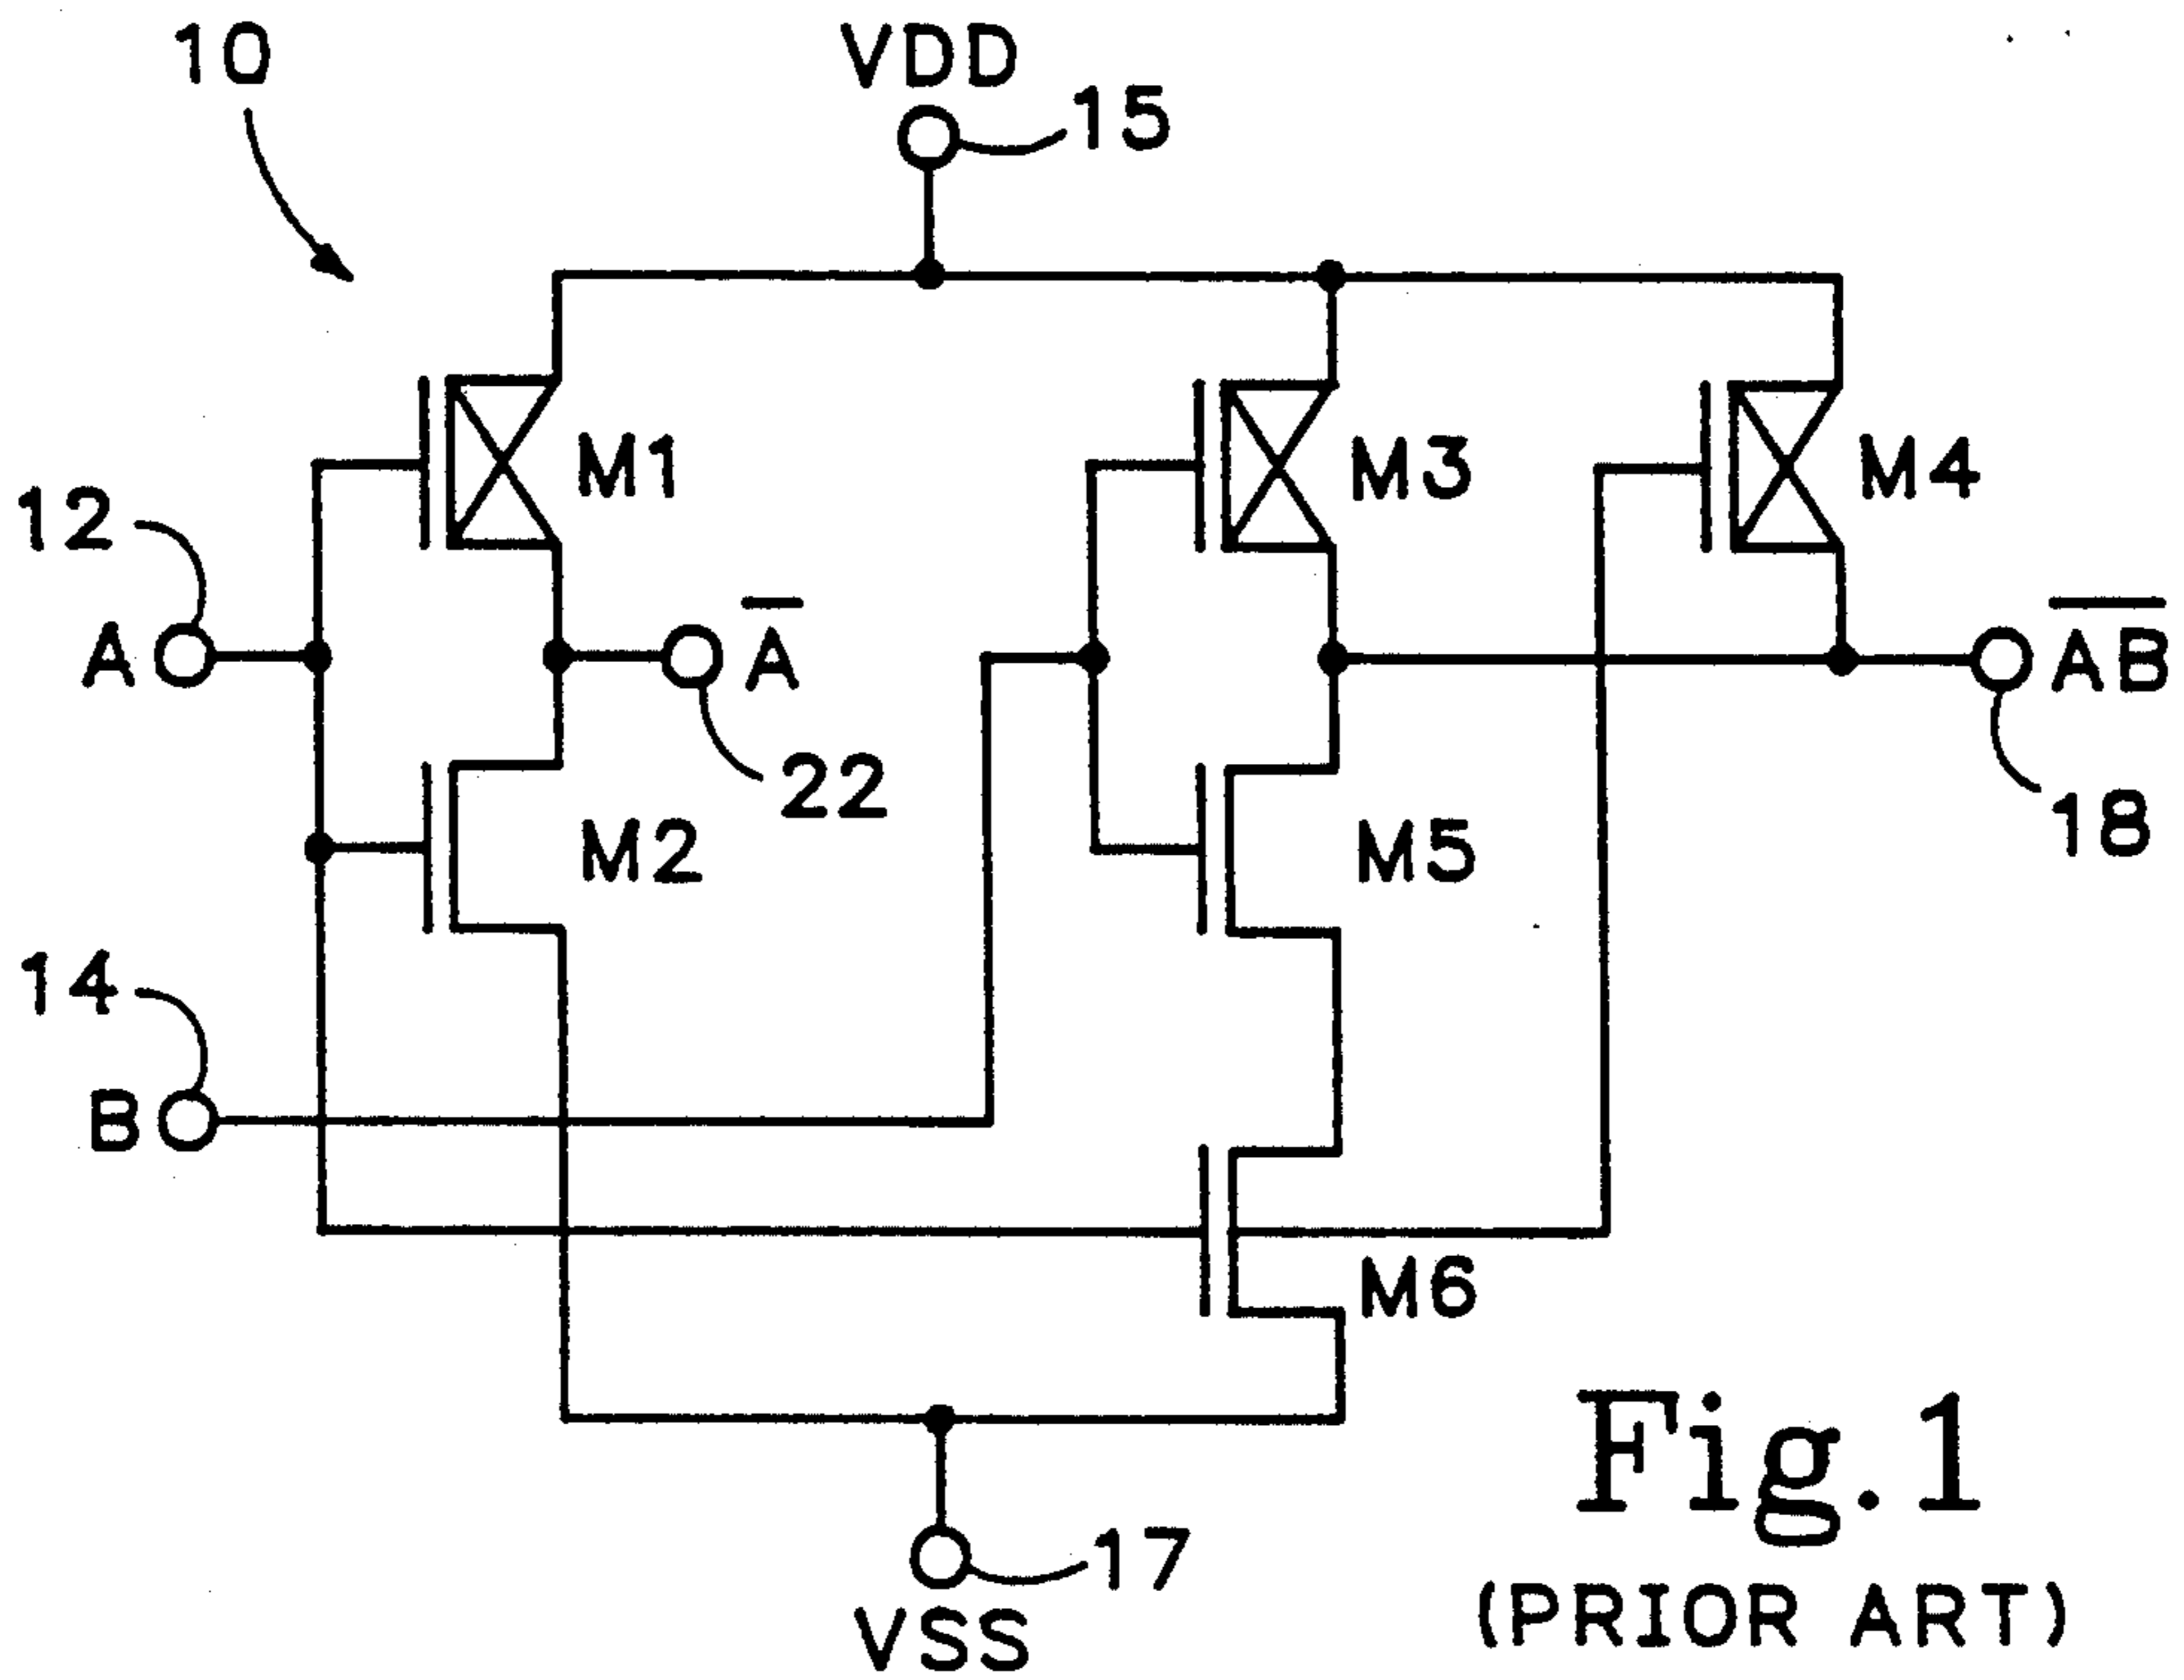 10
VDD
15
M1
M3
M4
12
A
A̅
A̅B̅
22
18
M2
M5
14
B
M6
Fig.1
17
VSS
(PRIOR ART)